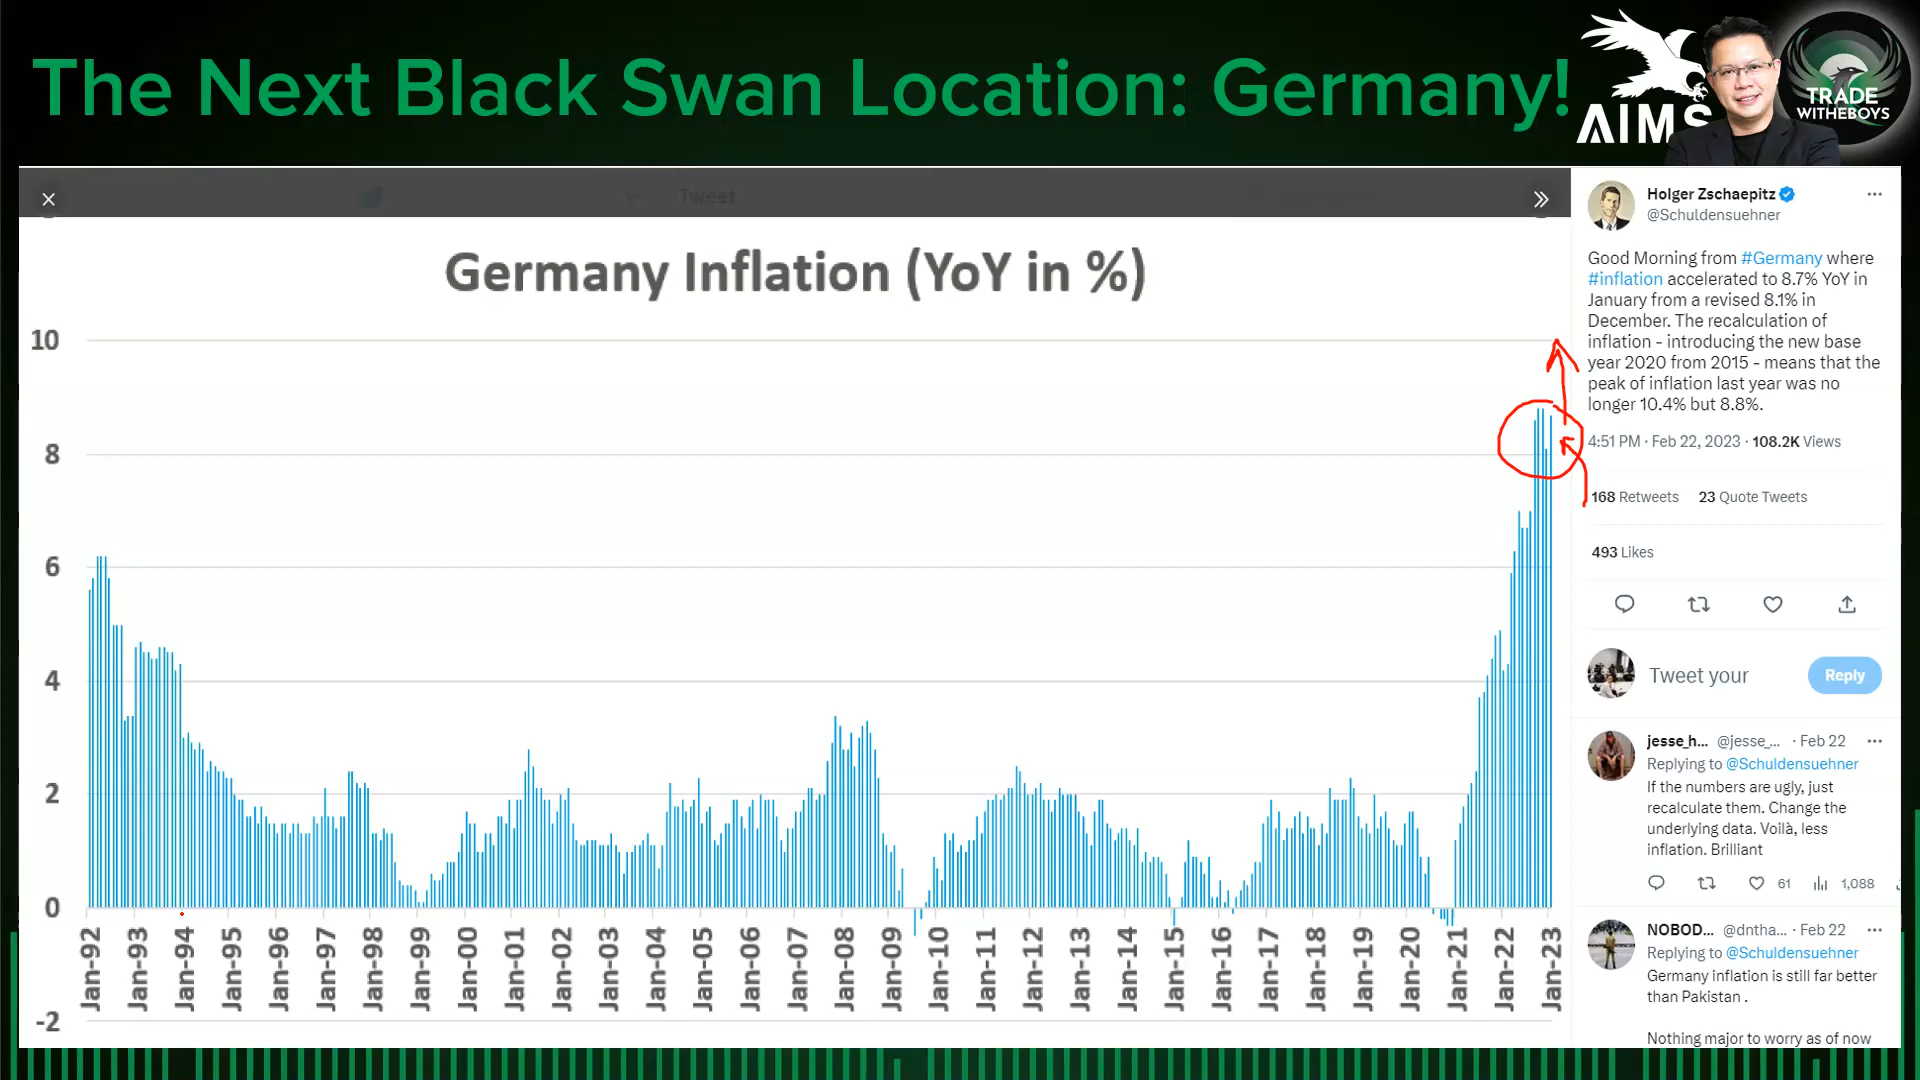 The Next Black Swan Location: Germany!
AIMS
TRADE
WITHEBOYS
Tweet
Germany Inflation (YoY in %)
10
8
6
4
2
0
-2
Jan-92
Jan-93
Jan-94
Jan-95
Jan-96
Jan-97
Jan-98
Jan-99
Jan-00
Jan-01
Jan-02
Jan-03
Jan-04
Jan-05
Jan-06
Jan-07
Jan-08
Jan-09
Jan-10
Jan-11
Jan-12
Jan-13
Jan-14
Jan-15
Jan-16
Jan-17
Jan-18
Jan-19
Jan-20
Jan-21
Jan-22
Jan-23
Holger Zschaepitz
@Schuldensuehner
Good Morning from #Germany where
#inflation accelerated to 8.7% YoY in
January from a revised 8.1% in
December. The recalculation of
inflation - introducing the new base
year 2020 from 2015 - means that the
peak of inflation last year was no
longer 10.4% but 8.8%.
4:51 PM · Feb 22, 2023 · 108.2K Views
168 Retweets 23 Quote Tweets
493 Likes
Tweet your
Reply
jesse_h... @jesse_... · Feb 22
Replying to @Schuldensuehner
If the numbers are ugly, just
recalculate them. Change the
underlying data. Voilà, less
inflation. Brilliant
61 1,088
NOBOD... @dntha... · Feb 22
Replying to @Schuldensuehner
Germany inflation is still far better
than Pakistan .
Nothing major to worry as of now